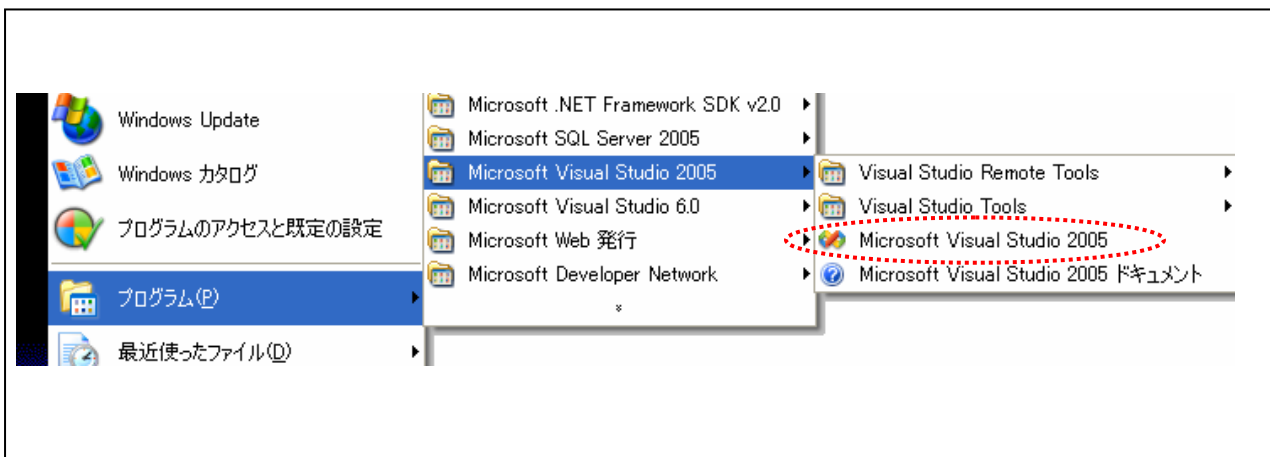 Windows Update
Windows カタログ
プログラムのアクセスと既定の設定
プログラム(P)
最近使ったファイル(D)
Microsoft .NET Framework SDK v2.0
Microsoft SQL Server 2005
Microsoft Visual Studio 2005
Microsoft Visual Studio 6.0
Microsoft Web 発行
Microsoft Developer Network
Visual Studio Remote Tools
Visual Studio Tools
Microsoft Visual Studio 2005
Microsoft Visual Studio 2005 ドキュメント